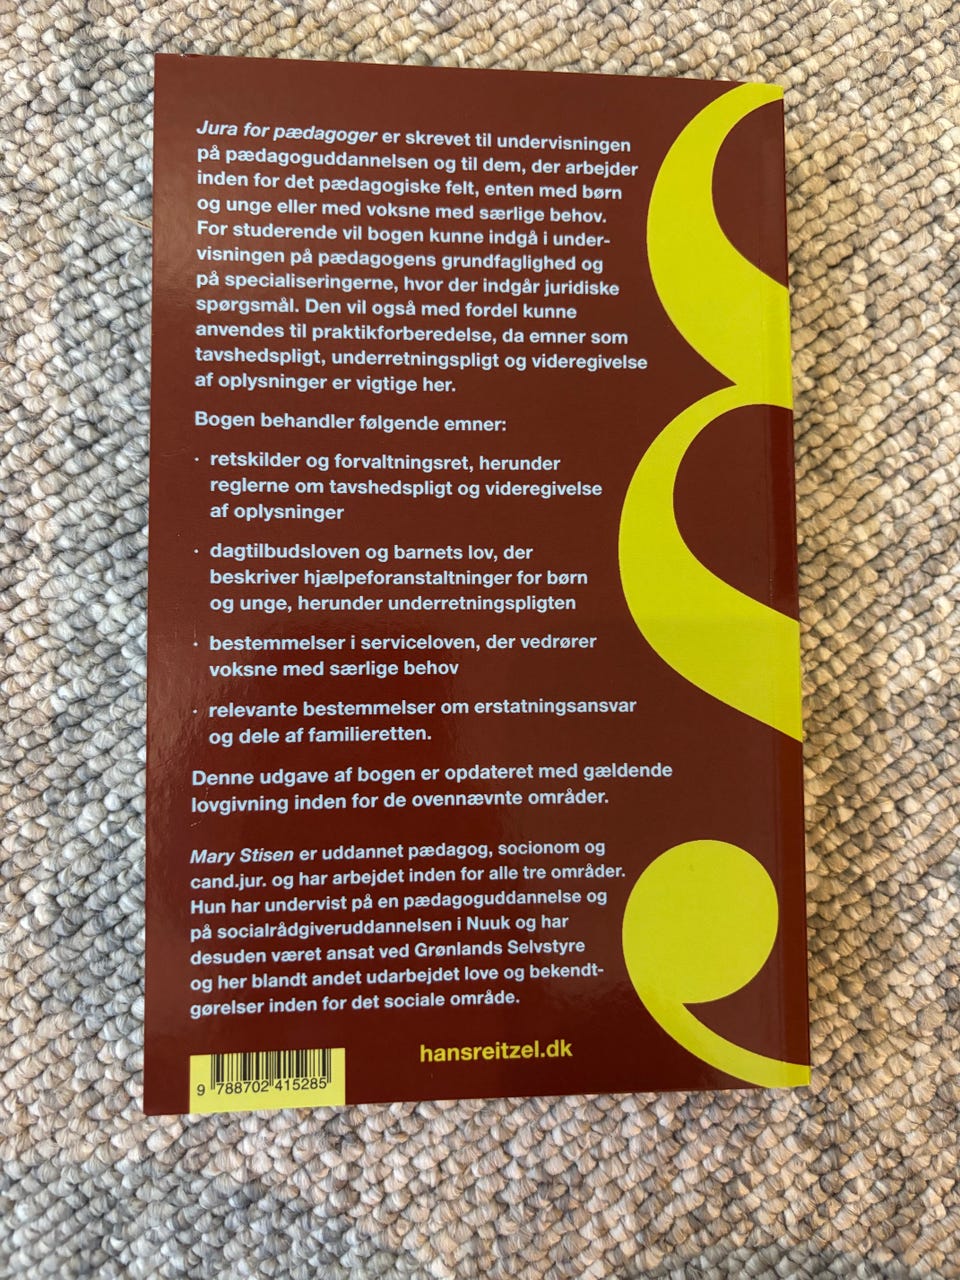 Jura for pædagoger er skrevet til undervisningen
på pædagoguddannelsen og til dem, der arbejder
inden for det pædagogiske felt, enten med børn
og unge eller med voksne med særlige behov.
For studerende vil bogen kunne indgå i under-
visningen på pædagogens grundfaglighed og
på specialiseringerne, hvor der indgår juridiske
spørgsmål. Den vil også med fordel kunne
anvendes til praktikforberedelse, da emner som
tavshedspligt, underretningspligt og videregivelse
af oplysninger er vigtige her.
Bogen behandler følgende emner:
· retskilder og forvaltningsret, herunder
reglerne om tavshedspligt og videregivelse
af oplysninger
· dagtilbudsloven og barnets lov, der
beskriver hjælpeforanstaltninger for børn
og unge, herunder underretningspligten
· bestemmelser i serviceloven, der vedrører
voksne med særlige behov
· relevante bestemmelser om erstatningsansvar
og dele af familieretten.
Denne udgave af bogen er opdateret med gældende
lovgivning inden for de ovennævnte områder.
Mary Stisen er uddannet pædagog, socionom og
cand.jur. og har arbejdet inden for alle tre områder.
Hun har undervist på en pædagoguddannelse og
på socialrådgiveruddannelsen i Nuuk og har
desuden været ansat ved Grønlands Selvstyre
og her blandt andet udarbejdet love og bekendt-
gørelser inden for det sociale område.
hansreitzel.dk
9 788702 415285